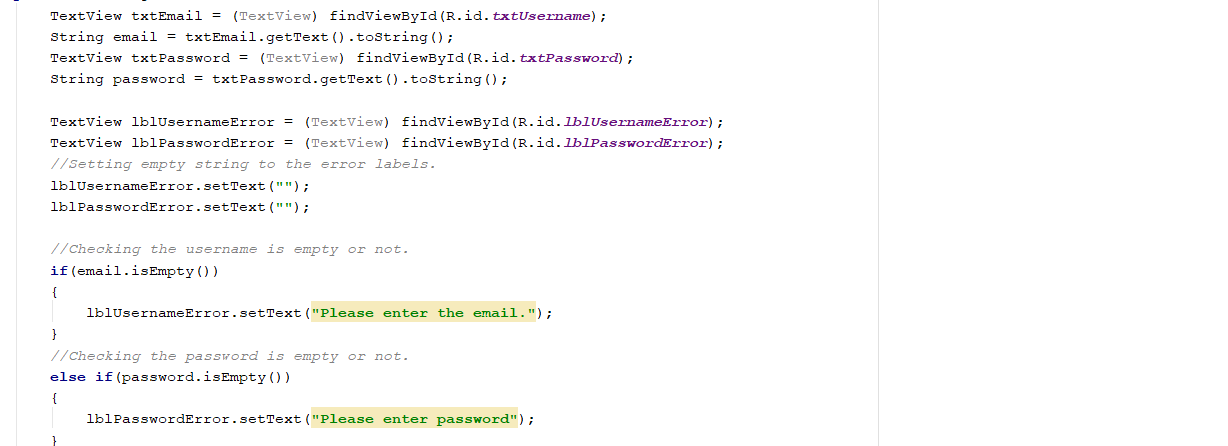 TextView txtEmail = (TextView) findViewById(R.id.txtUsername);
String email = txtEmail.getText().toString();
TextView txtPassword = (TextView) findViewById(R.id.txtPassword);
String password = txtPassword.getText().toString();
TextView lblUsernameError = (TextView) findViewById(R.id.lblUsernameError);
TextView lblPasswordError = (TextView) findViewById(R.id.lblPasswordError);
//Setting empty string to the error labels.
lblUsernameError.setText("");
lblPasswordError.setText("");
//Checking the username is empty or not.
if(email.isEmpty())
{
lblUsernameError.setText("Please enter the email.");
}
//Checking the password is empty or not.
else if(password.isEmpty())
{
lblPasswordError.setText("Please enter password");
}